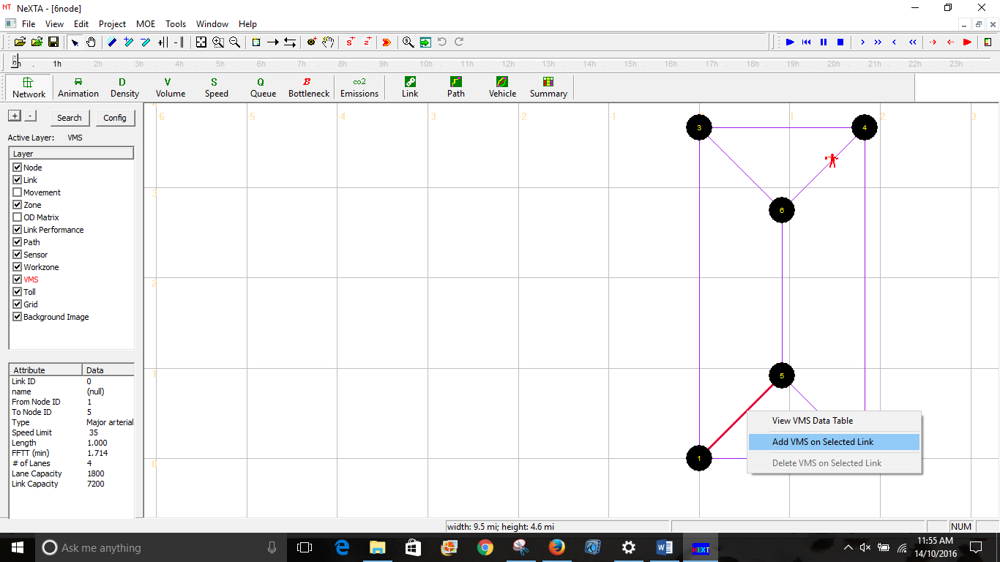 NeXTA - [6node]
File View Edit Project MOE Tools Window Help
1h 2h 3h 4h 5h 6h 7h 8h 9h 10h 11h 12h 13h 14h 15h 16h 17h 18h 19h 20h 21h 22h 23h
D V S Q B co2
Network Animation Density Volume Speed Queue Bottleneck Emissions Link Path Vehicle Summary
+ - Search Config
Active Layer: VMS
Layer
Node
Link
Movement
Zone
OD Matrix
Link Performance
Path
Sensor
Workzone
VMS
Toll
Grid
Background Image
Attribute Data
Link ID 0
name (null)
From Node ID 1
To Node ID 5
Type Major arterial
Speed Limit 35
Length 1.000
FFTT (min) 1.714
# of Lanes 4
Lane Capacity 1800
Link Capacity 7200
-6 -5 -4 -3 -2 -1 1 2 3
3 4
3
6
2
1
5
0
1
View VMS Data Table
Add VMS on Selected Link
Delete VMS on Selected Link
width: 9.5 mi; height: 4.6 mi
NUM
Ask me anything
NEXT
11:55 AM
14/10/2016